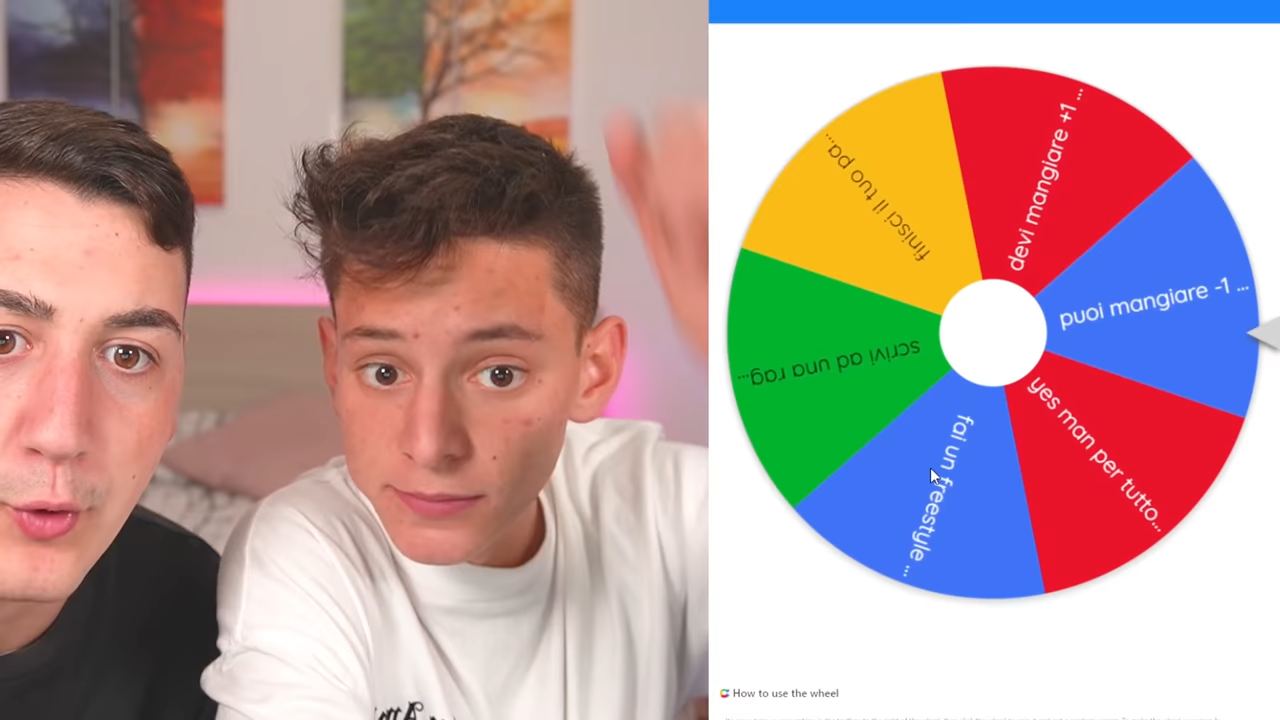 devi mangiare +1 ...
puoi mangiare -1 ...
yes man per tutto...
fai un freestyle ...
scrivi ad una rag...
finisci il tuo pa...
How to use the wheel